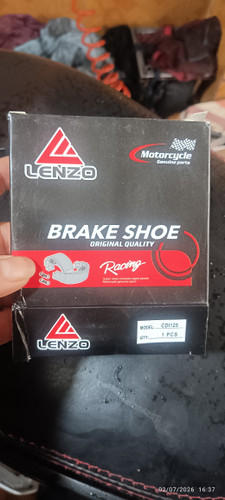 LENZO
Motorcycle
Genuine parts
BRAKE SHOE
ORIGINAL QUALITY
Racing
LENZO
MODEL: CDI125
QTY: 1 PCS
02/07/2026 16:37